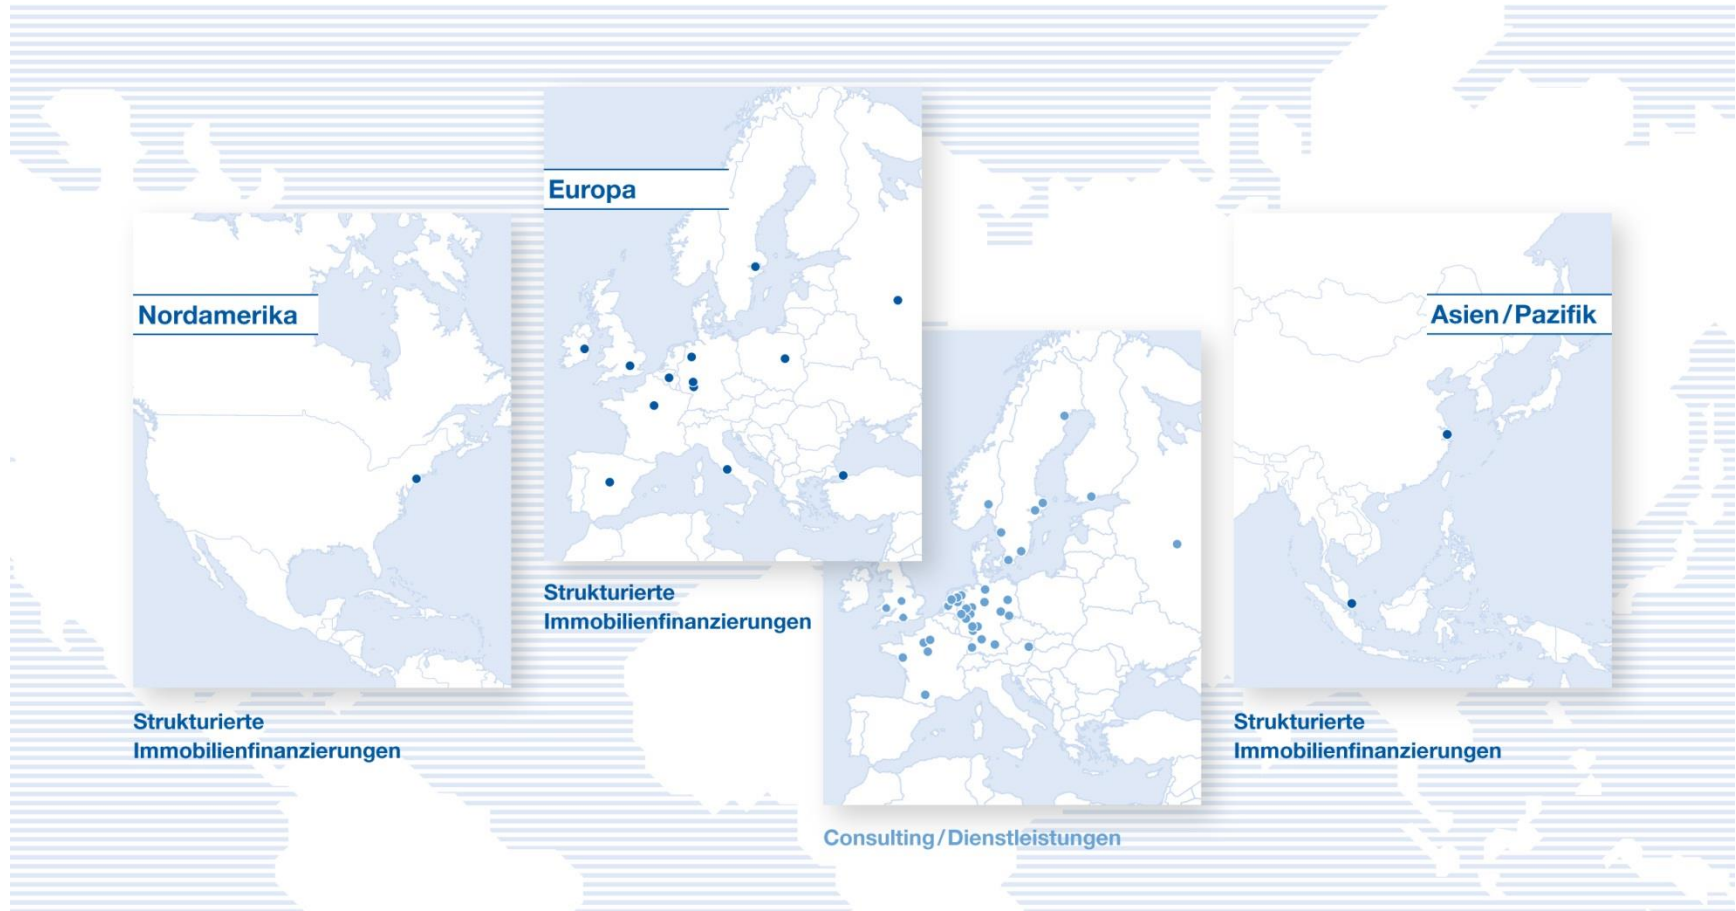 Europa
Nordamerika
Asien/Pazifik
Strukturierte
Immobilienfinanzierungen
Strukturierte
Immobilienfinanzierungen
Strukturierte
Immobilienfinanzierungen
Consulting/Dienstleistungen